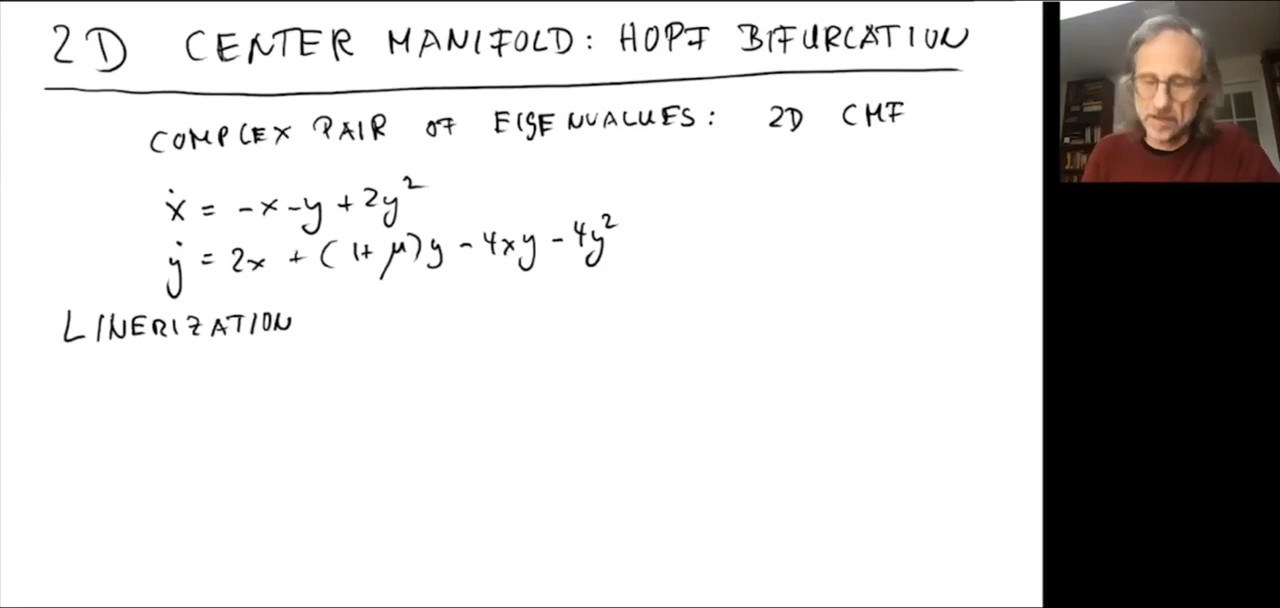 2D CENTER MANIFOLD: HOPF BIFURCATION
COMPLEX PAIR OF EIGENVALUES: 2D CMF
ẋ = -x-y+2y²
ẏ = 2x + (1+μ)y - 4xy - 4y²
LINERIZATION